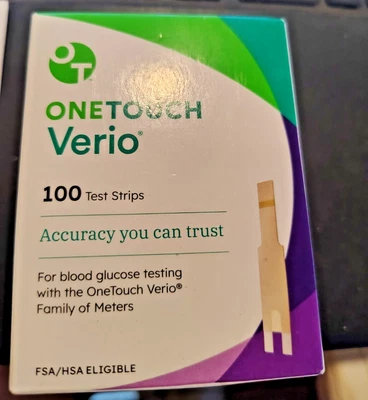 OT
ONETOUCH
Verio®
100 Test Strips
Accuracy you can trust
For blood glucose testing
with the OneTouch Verio®
Family of Meters
FSA/HSA ELIGIBLE